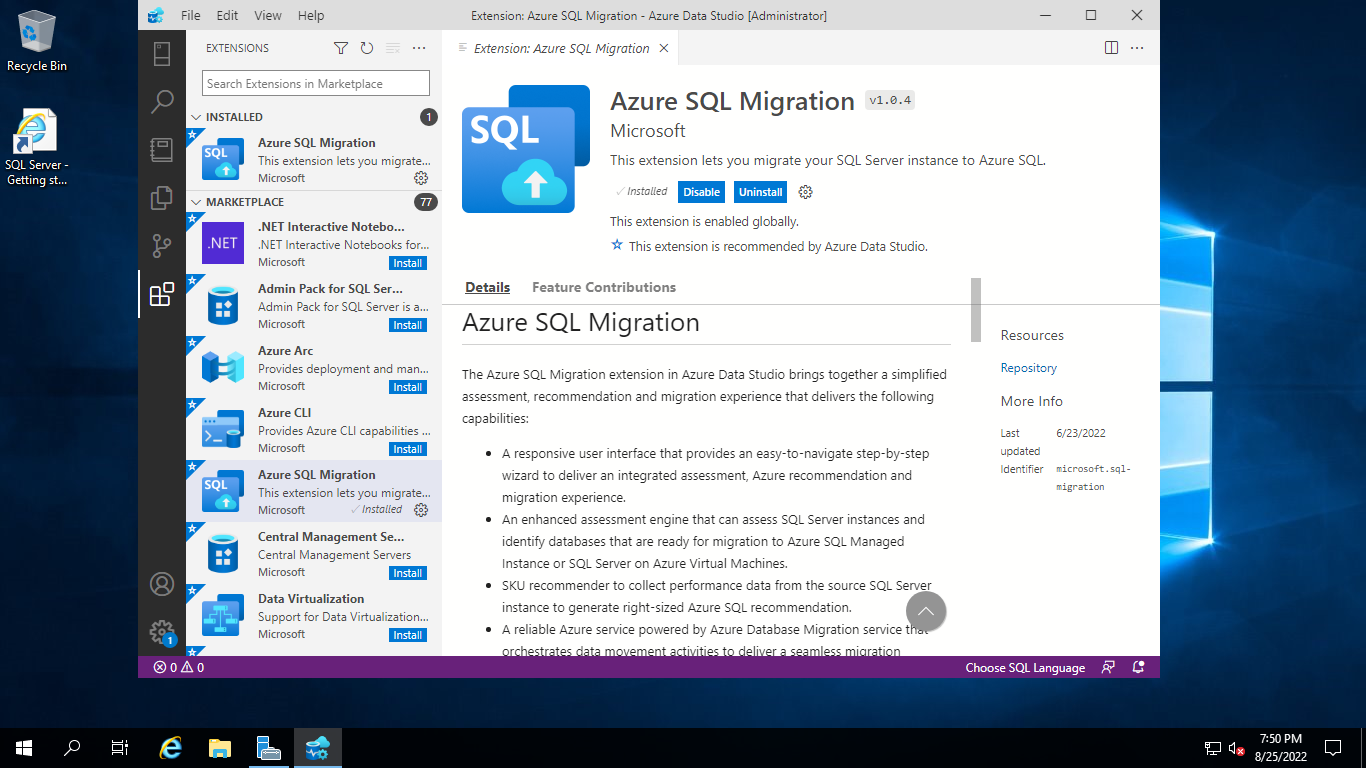 Recycle Bin
SQL Server -
Getting st...
File Edit View Help
Extension: Azure SQL Migration - Azure Data Studio [Administrator]
EXTENSIONS
Search Extensions in Marketplace
INSTALLED
1
Azure SQL Migration
This extension lets you migrate...
Microsoft
SQL
MARKETPLACE
77
.NET
.NET Interactive Notebo...
.NET Interactive Notebooks for...
Microsoft
Install
Admin Pack for SQL Ser...
Admin Pack for SQL Server is a...
Microsoft
Install
Azure Arc
Provides deployment and man...
Microsoft
Install
Azure CLI
Provides Azure CLI capabilities ...
Microsoft
Install
SQL
Azure SQL Migration
This extension lets you migrate...
Microsoft
Installed
Central Management Se...
Central Management Servers
Microsoft
Install
Data Virtualization
Support for Data Virtualization...
Microsoft
Install
1
Extension: Azure SQL Migration
SQL
Azure SQL Migration v1.0.4
Microsoft
This extension lets you migrate your SQL Server instance to Azure SQL.
Installed Disable Uninstall
This extension is enabled globally.
This extension is recommended by Azure Data Studio.
Details Feature Contributions
Azure SQL Migration
The Azure SQL Migration extension in Azure Data Studio brings together a simplified
assessment, recommendation and migration experience that delivers the following
capabilities:
• A responsive user interface that provides an easy-to-navigate step-by-step
wizard to deliver an integrated assessment, Azure recommendation and
migration experience.
• An enhanced assessment engine that can assess SQL Server instances and
identify databases that are ready for migration to Azure SQL Managed
Instance or SQL Server on Azure Virtual Machines.
• SKU recommender to collect performance data from the source SQL Server
instance to generate right-sized Azure SQL recommendation.
• A reliable Azure service powered by Azure Database Migration service that
orchestrates data movement activities to deliver a seamless migration
Resources
Repository
More Info
Last updated 6/23/2022
Identifier microsoft.sql-
migration
0 0
Choose SQL Language
7:50 PM
8/25/2022